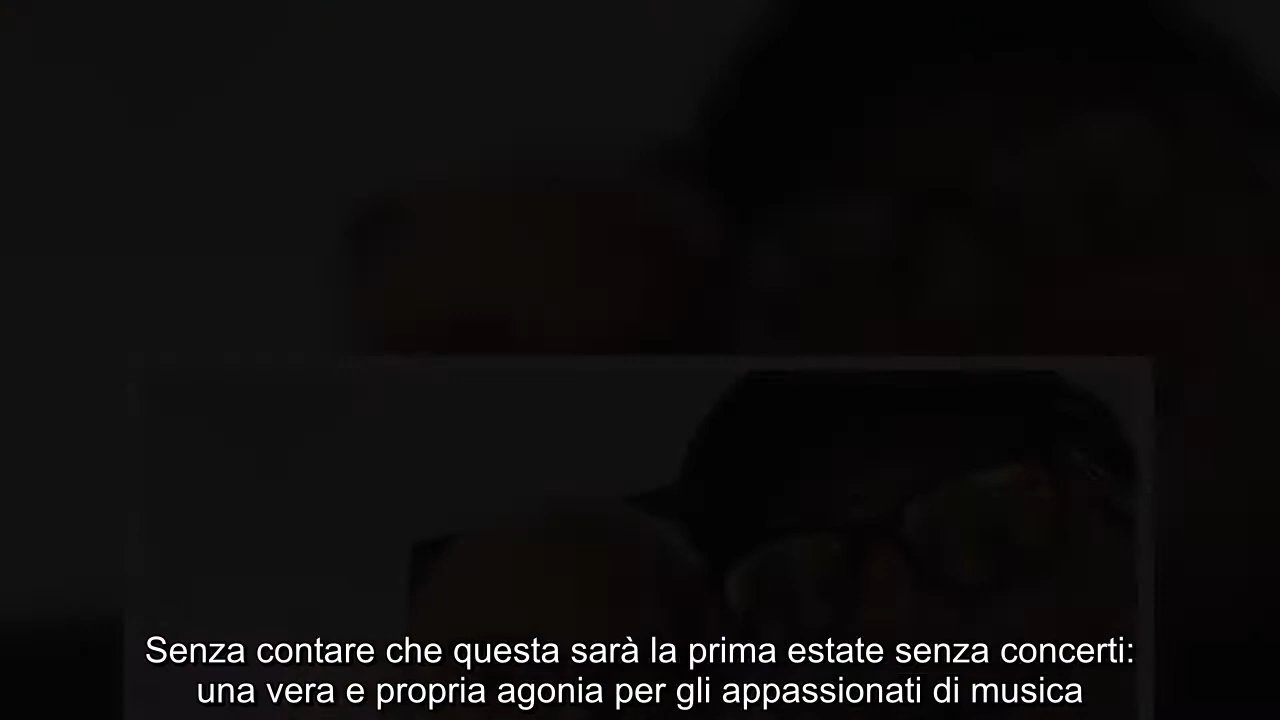 Senza contare che questa sarà la prima estate senza concerti:
una vera e propria agonia per gli appassionati di musica